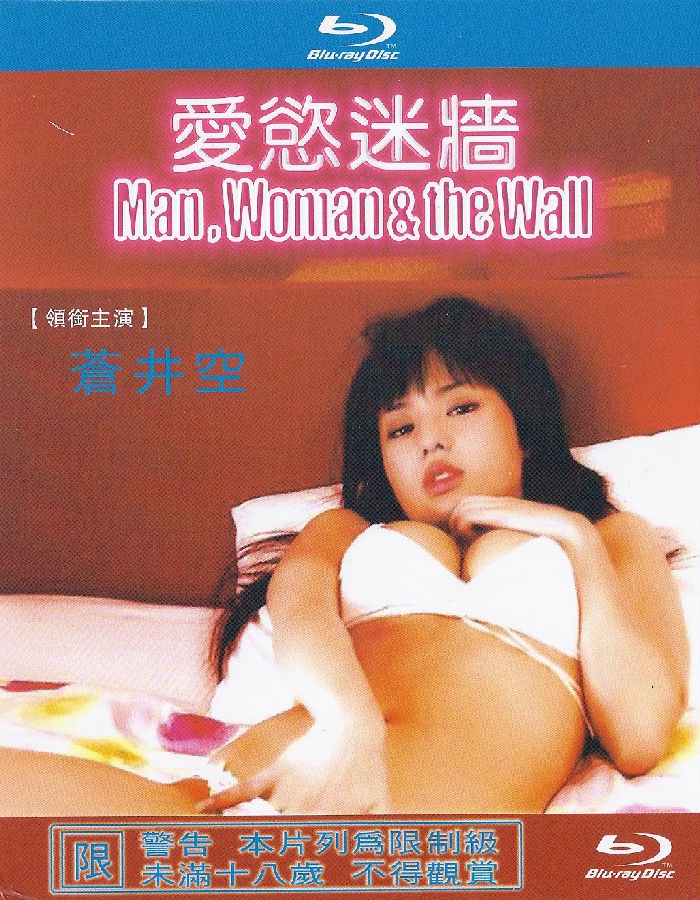 Blu-ray Disc™
愛慾迷牆
Man, Woman & the Wall
【領銜主演】
蒼井空
限
警告 本片列爲限制級
未滿十八歲 不得觀賞
Blu-ray Disc™